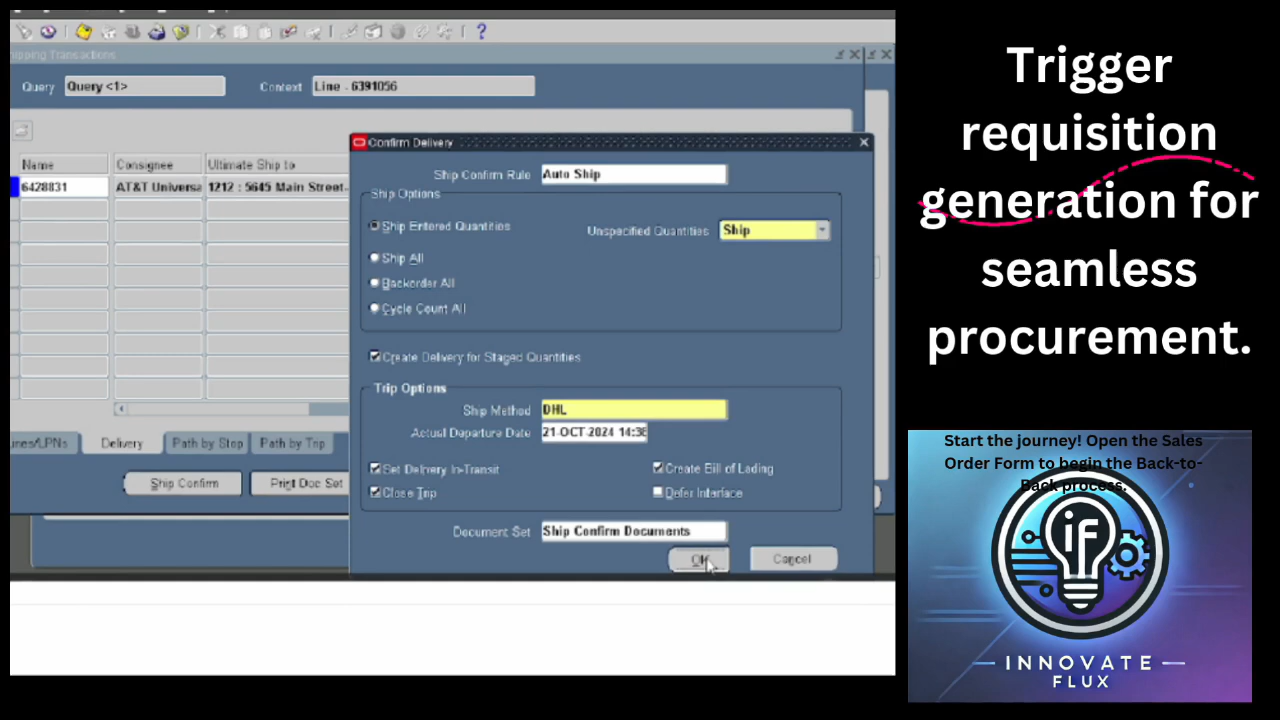 Shipping Transactions
Query Query <1> Context Line - 6391056
Name Consignee Ultimate Ship to
6428831 AT&T Universa 1212 : 5645 Main Street-
Delivery Path by Stop Path by Trip
Ship Confirm Print Doc Set
Confirm Delivery
Ship Confirm Rule Auto Ship
Ship Options
Ship Entered Quantities Unspecified Quantities Ship
Ship All
Backorder All
Cycle Count All
Create Delivery for Staged Quantities
Trip Options
Ship Method DHL
Actual Departure Date 21-OCT-2024 14:36
Set Delivery In-Transit Create Bill of Lading
Close Trip Defer Interface
Document Set Ship Confirm Documents
OK Cancel
Trigger
requisition
generation for
seamless
procurement.
Start the journey! Open the Sales
Order Form to begin the Back-to-
Back process.
if
INNOVATE
FLUX